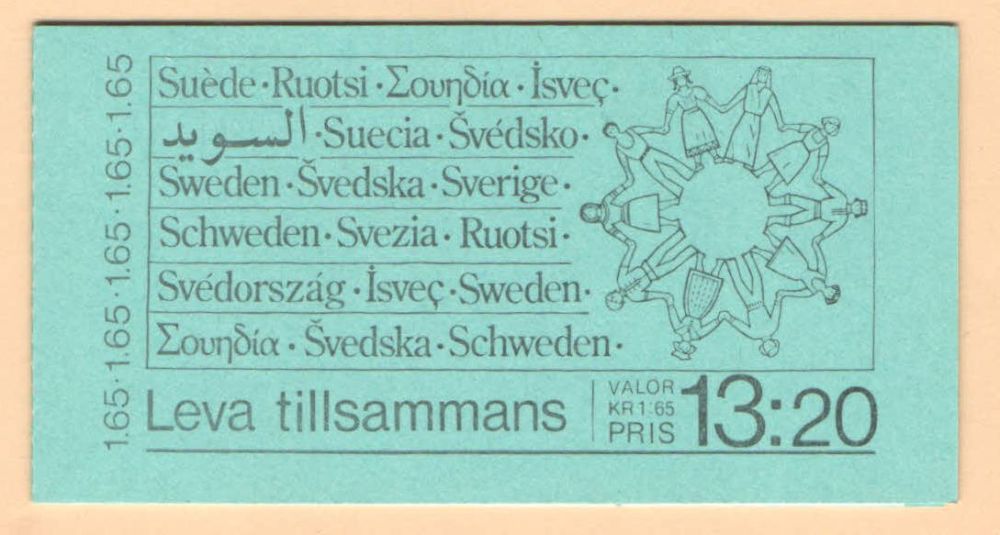 1.65·1.65·1.65·1.65·1.65
Suède·Ruotsi·Σουηδία·İsveç·
السويد·Suecia·Švédsko·
Sweden·Švedska·Sverige·
Schweden·Svezia·Ruotsi·
Svédország·İsveç·Sweden·
Σουηδία·Švedska·Schweden·
Leva tillsammans
VALOR
KR 1:65
PRIS
13:20